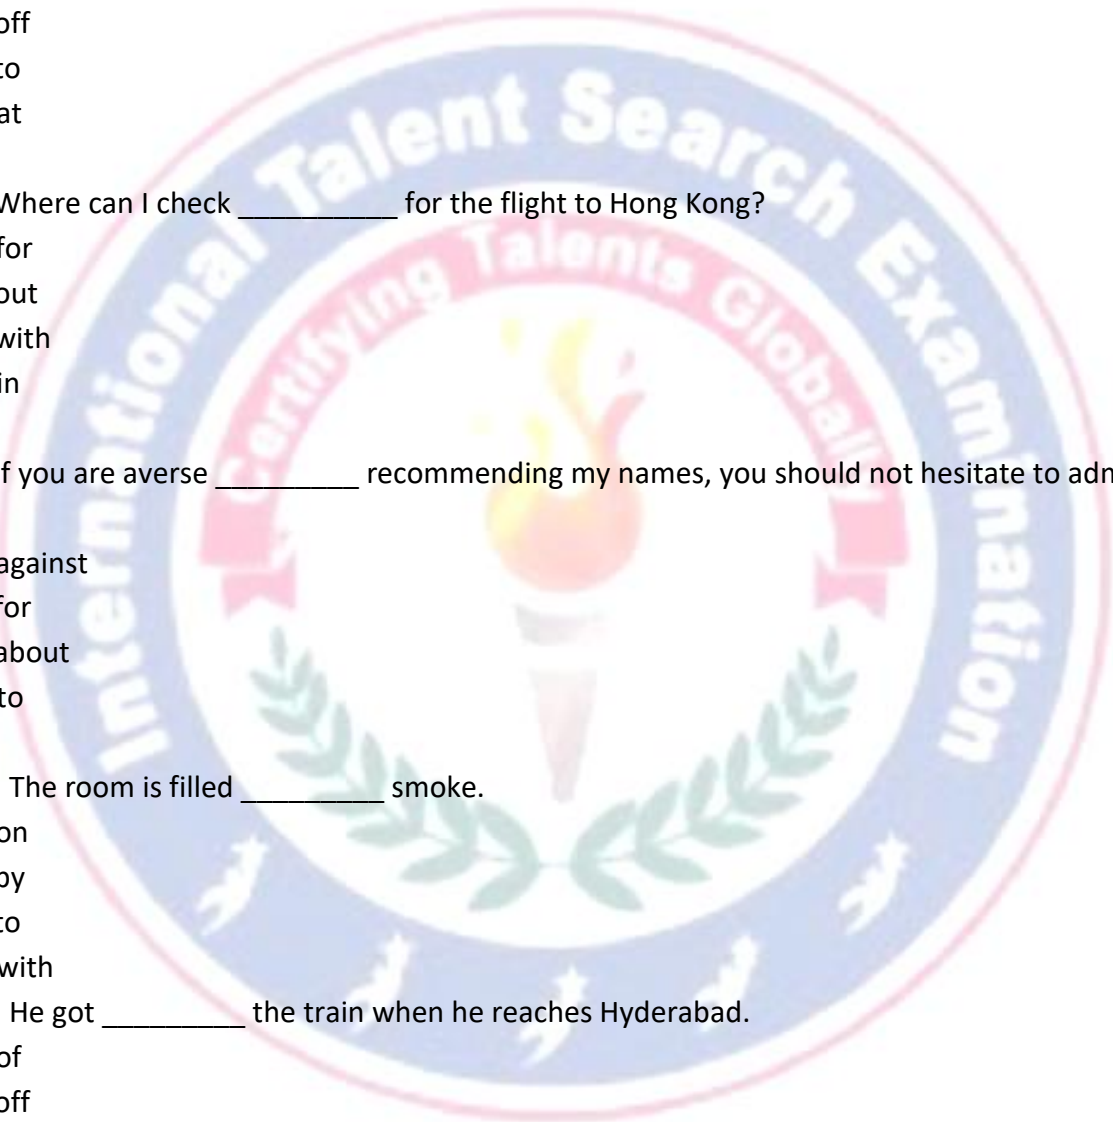 off
to
at
Where can I check __________ for the flight to Hong Kong?
for
out
with
in
If you are averse _________ recommending my names, you should not hesitate to
against
for
about
to
The room is filled _________ smoke.
on
by
to
with
He got _________ the train when he reaches Hyderabad.
of
off
International Talent Search Examination
Certifying Talents Globally